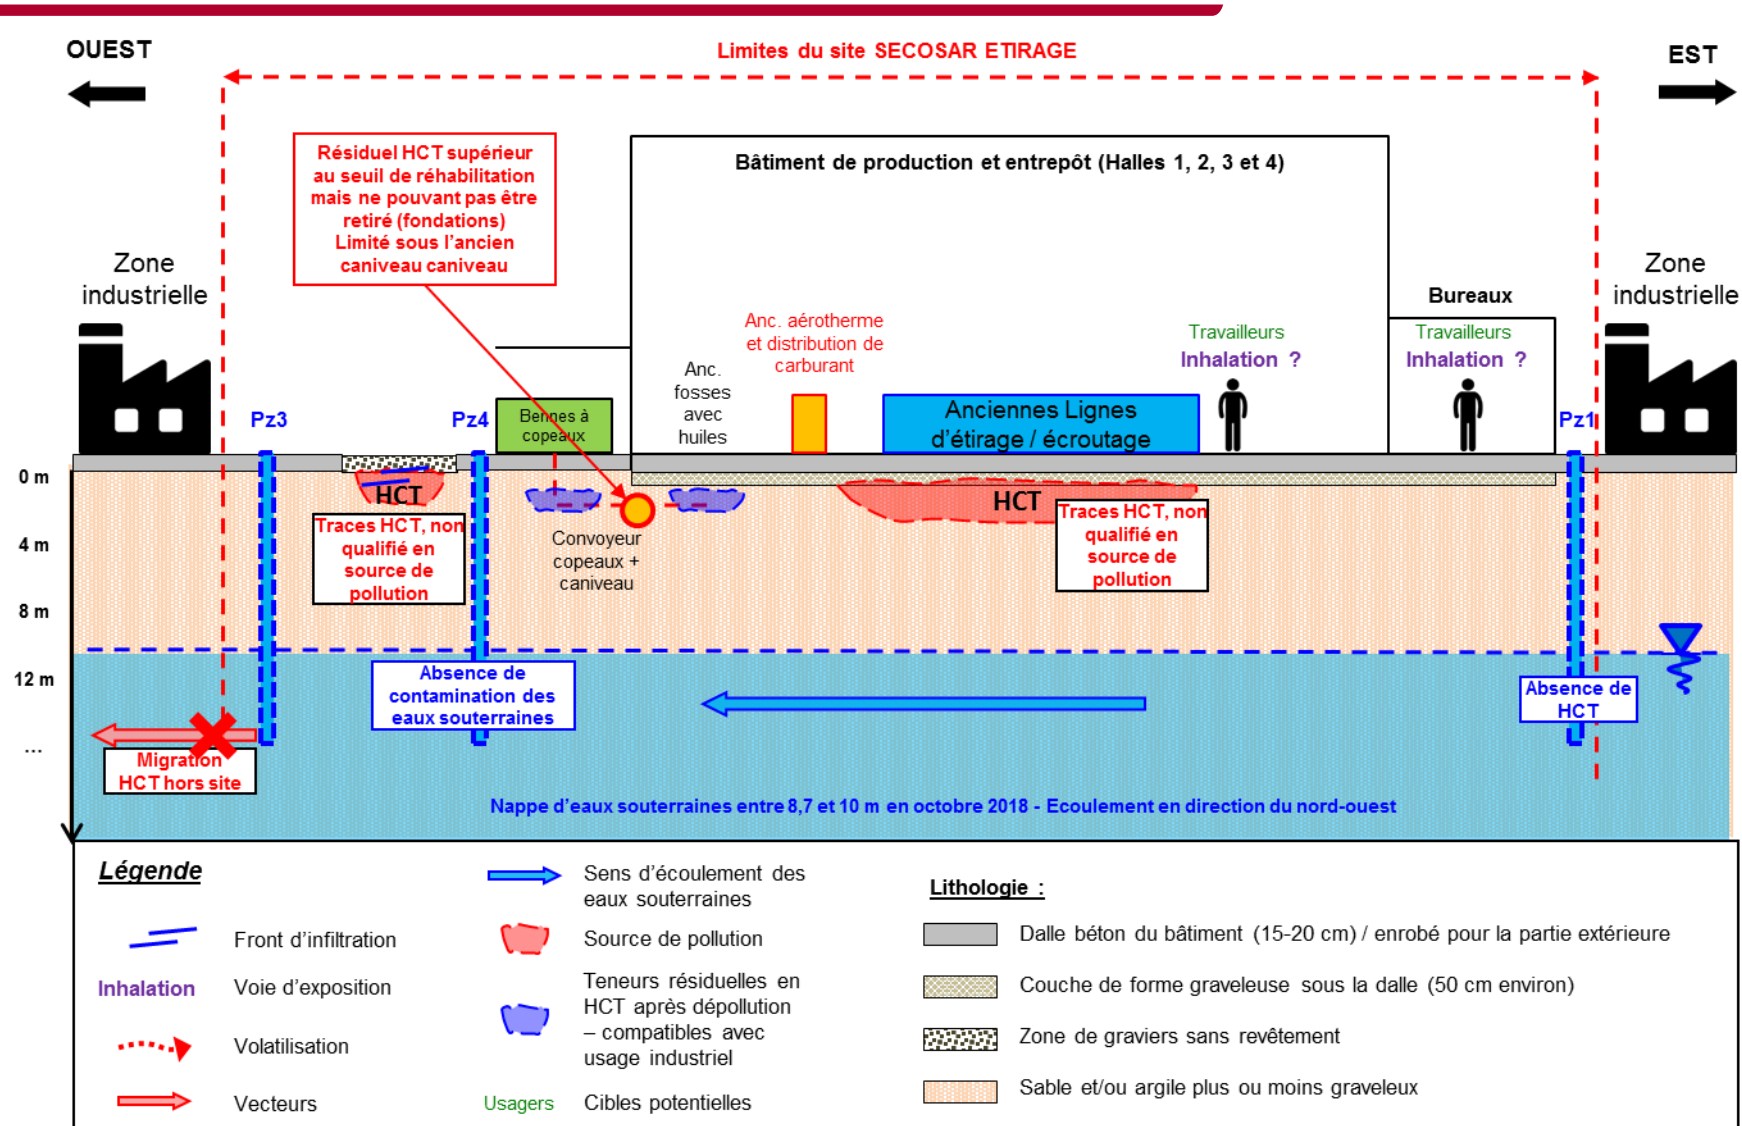 OUEST
Limites du site SECOSAR ETIRAGE
EST
Résiduel HCT supérieur
au seuil de réhabilitation
mais ne pouvant pas être
retiré (fondations)
Limité sous l'ancien
caniveau caniveau
Bâtiment de production et entrepôt (Halles 1, 2, 3 et 4)
Zone
industrielle
Zone
industrielle
Bureaux
Anc. aérotherme
et distribution de
carburant
Travailleurs
Inhalation ?
Travailleurs
Inhalation ?
Anc.
fosses
avec
huiles
Pz3
Pz4
Bennes à
copeaux
Anciennes Lignes
d'étirage / écroutage
Pz1
0 m
HCT
HCT
Traces HCT, non
qualifié en
source de
pollution
Convoyeur
copeaux +
caniveau
Traces HCT, non
qualifié en
source de
pollution
4 m
8 m
12 m
...
Absence de
contamination des
eaux souterraines
Absence de
HCT
Migration
HCT hors site
Nappe d'eaux souterraines entre 8,7 et 10 m en octobre 2018 - Ecoulement en direction du nord-ouest
Légende
Front d'infiltration
Inhalation Voie d'exposition
Volatilisation
Vecteurs
Sens d'écoulement des
eaux souterraines
Source de pollution
Teneurs résiduelles en
HCT après dépollution
– compatibles avec
usage industriel
Usagers Cibles potentielles
Lithologie :
Dalle béton du bâtiment (15-20 cm) / enrobé pour la partie extérieure
Couche de forme graveleuse sous la dalle (50 cm environ)
Zone de graviers sans revêtement
Sable et/ou argile plus ou moins graveleux